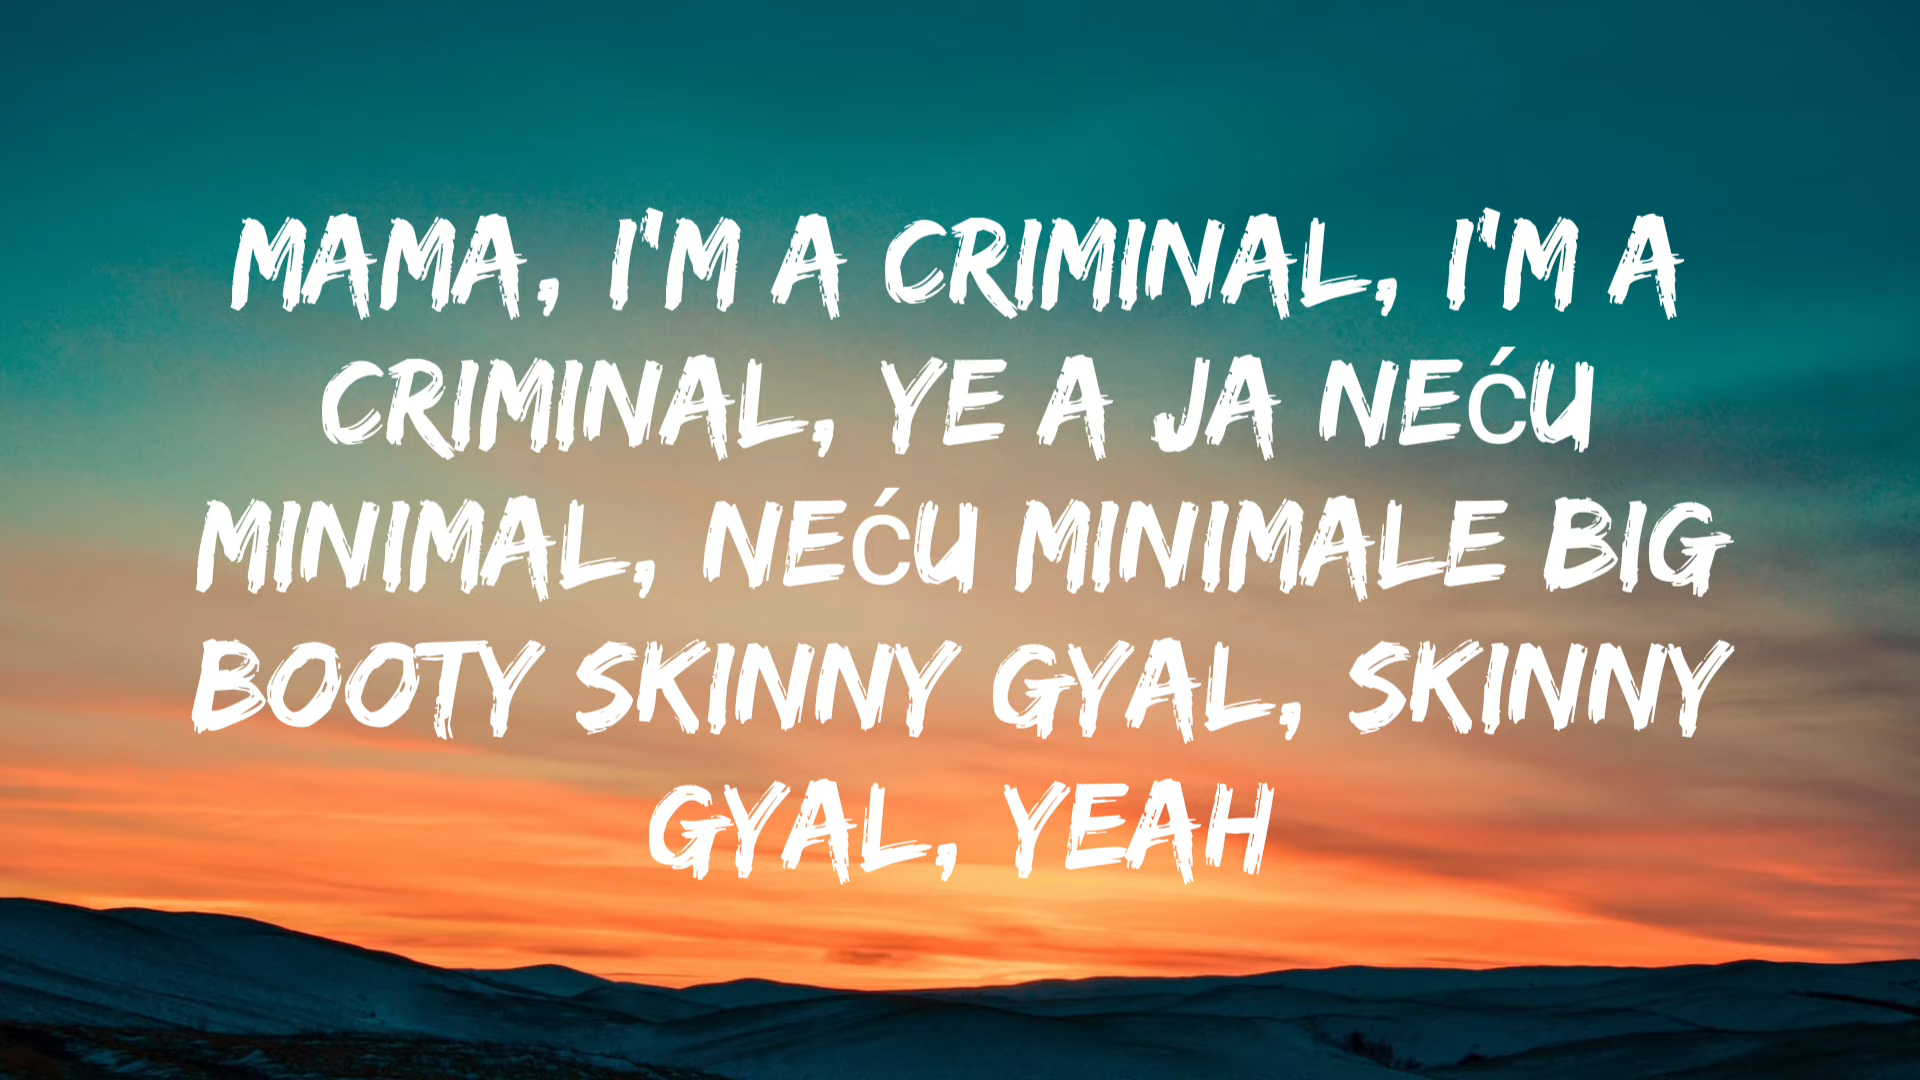 MAMA, I'M A CRIMINAL, I'M A
CRIMINAL, YE A JA NEĆU
MINIMAL, NEĆU MINIMALE BIG
BOOTY SKINNY GYAL, SKINNY
GYAL, YEAH